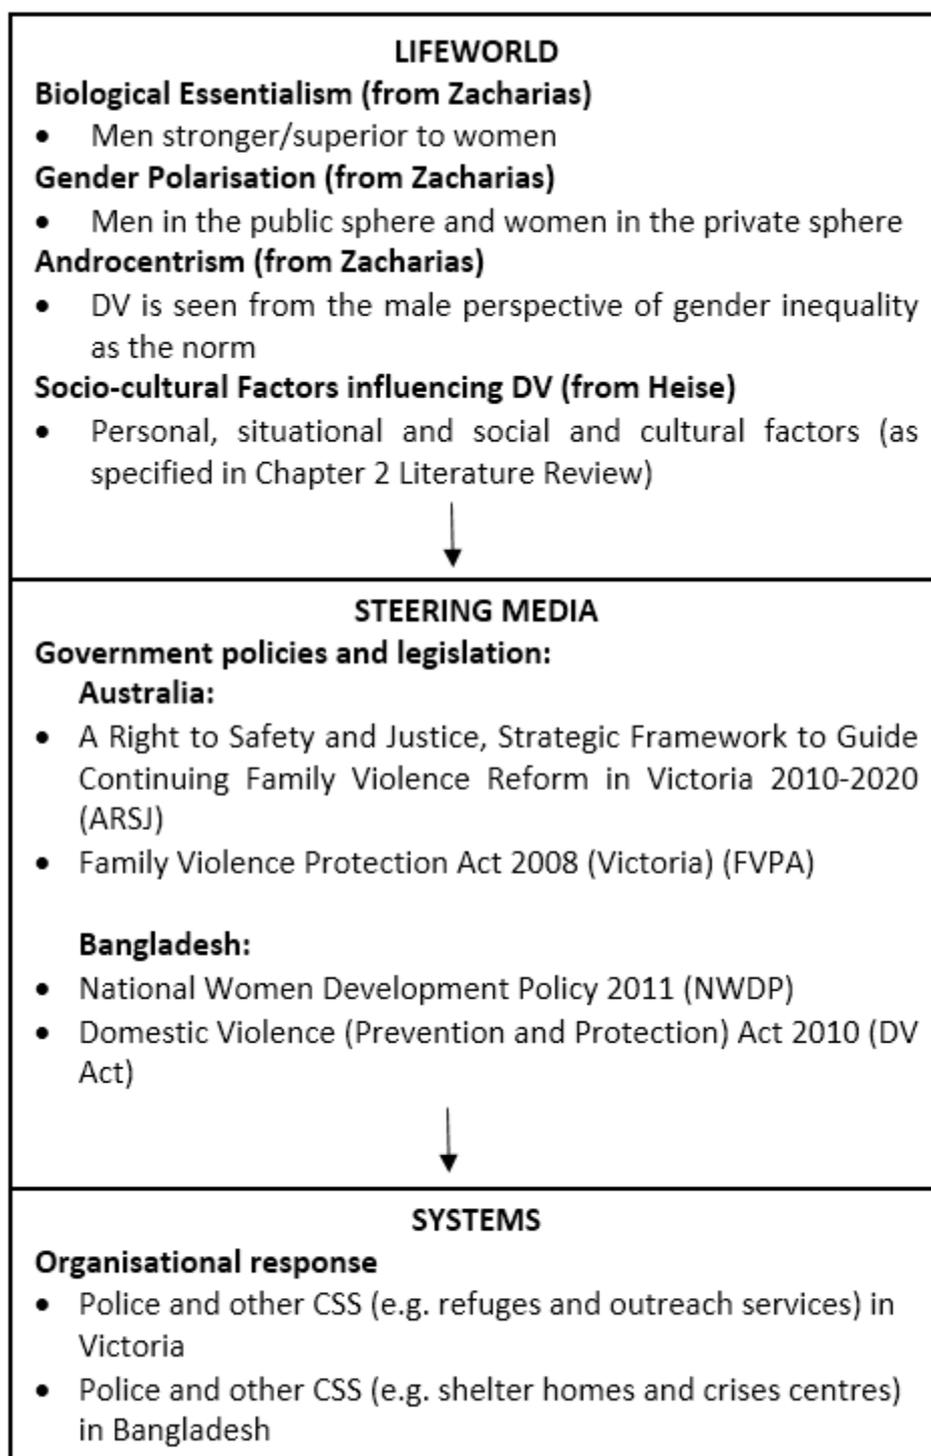 LIFEWORLD
Biological Essentialism (from Zacharias)
• Men stronger/superior to women
Gender Polarisation (from Zacharias)
• Men in the public sphere and women in the private sphere
Androcentrism (from Zacharias)
• DV is seen from the male perspective of gender inequality
as the norm
Socio-cultural Factors influencing DV (from Heise)
• Personal, situational and social and cultural factors (as
specified in Chapter 2 Literature Review)
STEERING MEDIA
Government policies and legislation:
Australia:
• A Right to Safety and Justice, Strategic Framework to Guide
Continuing Family Violence Reform in Victoria 2010-2020
(ARSJ)
• Family Violence Protection Act 2008 (Victoria) (FVPA)
Bangladesh:
• National Women Development Policy 2011 (NWDP)
• Domestic Violence (Prevention and Protection) Act 2010 (DV
Act)
SYSTEMS
Organisational response
• Police and other CSS (e.g. refuges and outreach services) in
Victoria
• Police and other CSS (e.g. shelter homes and crises centres)
in Bangladesh